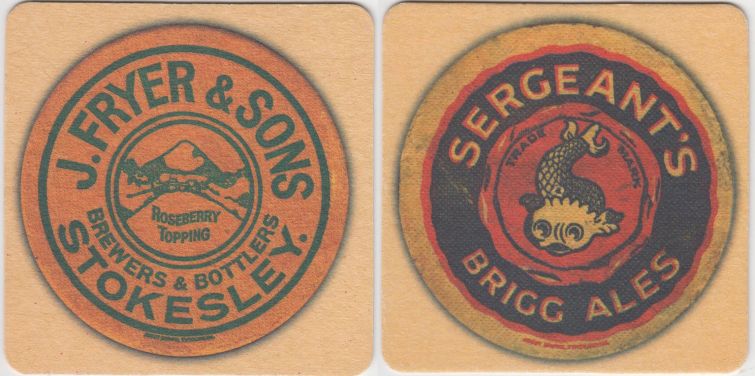 J. FRYER & SONS
ROSEBERRY
TOPPING
BREWERS & BOTTLERS
STOKESLEY.
SERGEANT'S
TRADE MARK
BRIGG ALES